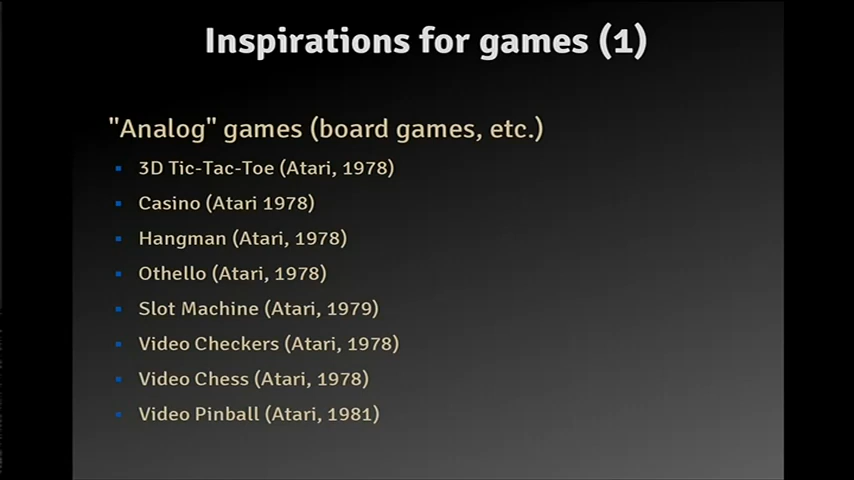 Inspirations for games (1)
"Analog" games (board games, etc.)
3D Tic-Tac-Toe (Atari, 1978)
Casino (Atari 1978)
Hangman (Atari, 1978)
Othello (Atari, 1978)
Slot Machine (Atari, 1979)
Video Checkers (Atari, 1978)
Video Chess (Atari, 1978)
Video Pinball (Atari, 1981)